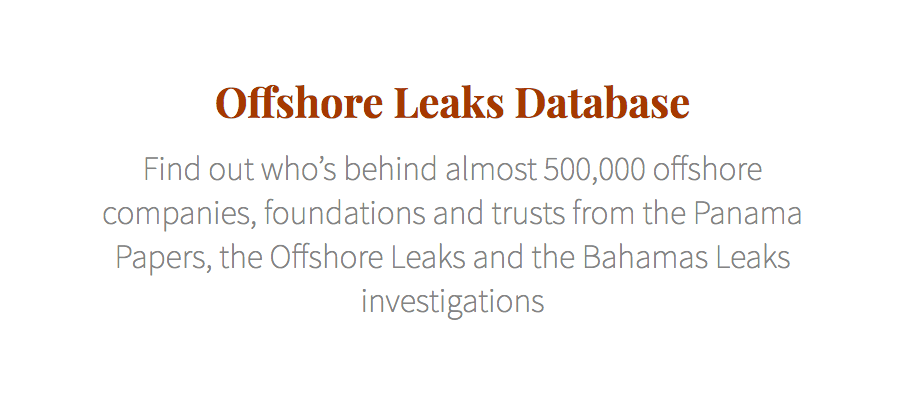 Offshore Leaks Database
Find out who’s behind almost 500,000 offshore
companies, foundations and trusts from the Panama
Papers, the Offshore Leaks and the Bahamas Leaks
investigations